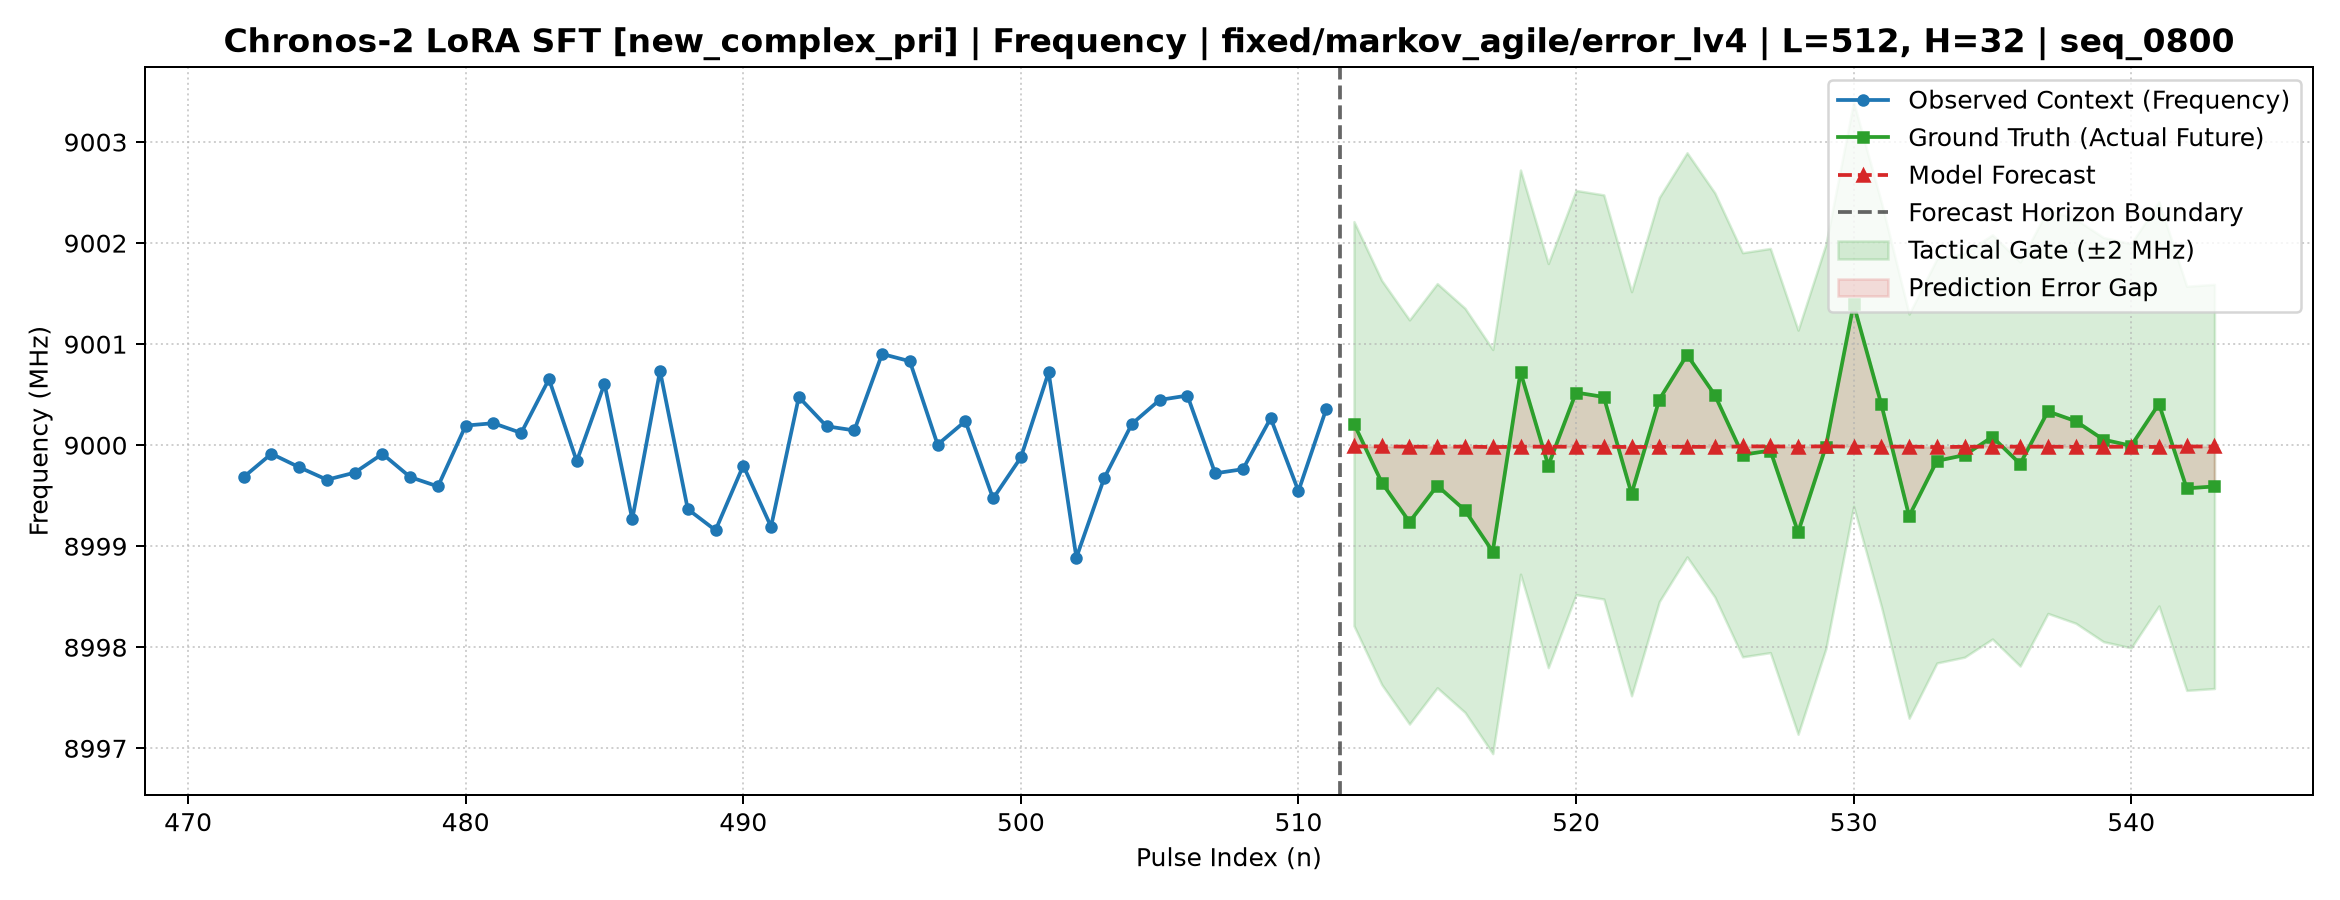 Chronos-2 LoRA SFT [new_complex_pri] | Frequency | fixed/markov_agile/error_lv4 | L=512, H=32 | seq_0800
Observed Context (Frequency)
Ground Truth (Actual Future)
Model Forecast
Forecast Horizon Boundary
Tactical Gate (±2 MHz)
Prediction Error Gap
Frequency (MHz)
9003
9002
9001
9000
8999
8998
8997
470 480 490 500 510 520 530 540
Pulse Index (n)